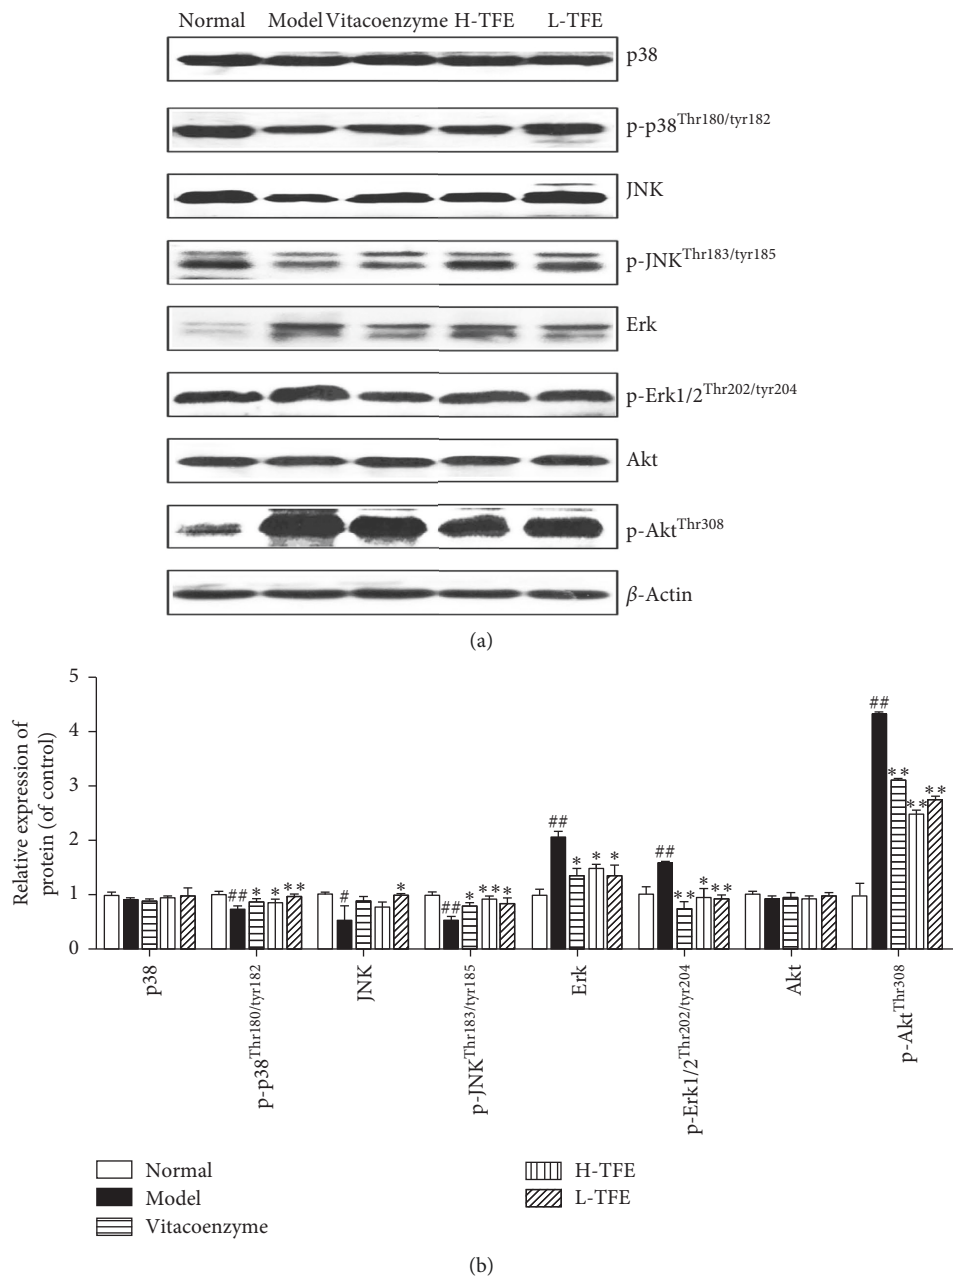 Normal Model Vitacoenzyme H-TFE L-TFE
p38
p-p38Thr180/tyr182
JNK
p-JNKThr183/tyr185
Erk
p-Erk1/2Thr202/tyr204
Akt
p-AktThr308
β-Actin
(a)
Relative expression of
protein (of control)
5
4
3
2
1
0
##
*
*
**
#
*
##
*
**
**
##
*
*
*
##
**
*
**
##
**
**
**
p38
p-p38Thr180/tyr182
JNK
p-JNKThr183/tyr185
Erk
p-Erk1/2Thr202/tyr204
Akt
p-AktThr308
Normal
Model
Vitacoenzyme
H-TFE
L-TFE
(b)